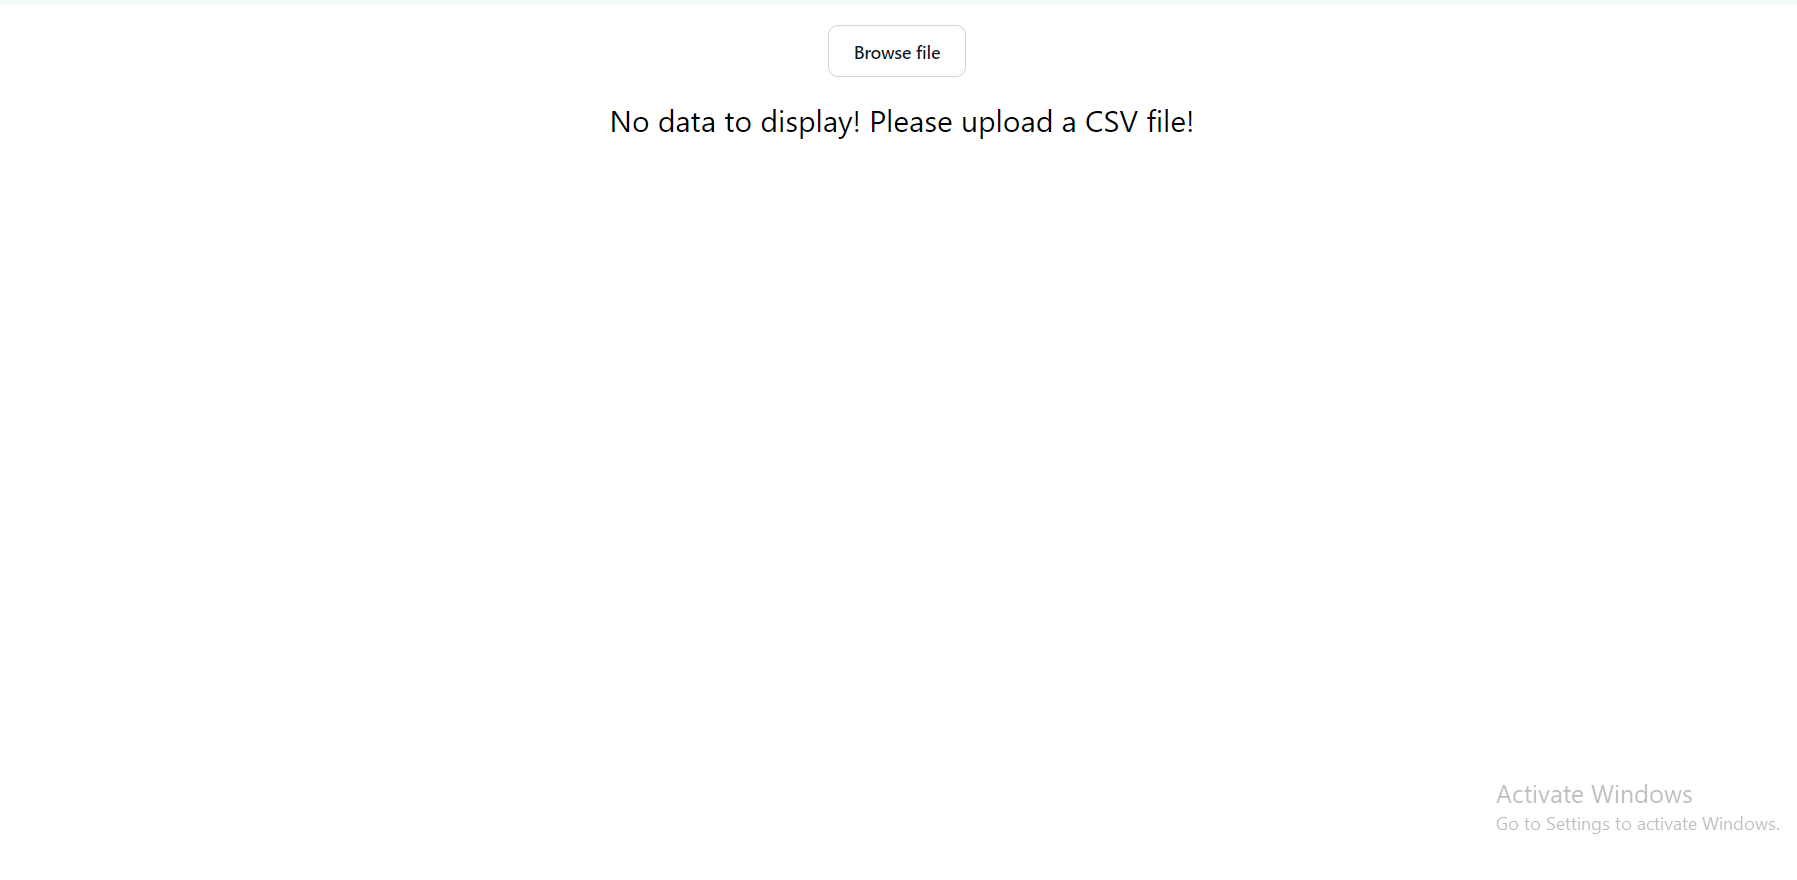 Browse file
No data to display! Please upload a CSV file!
Activate Windows
Go to Settings to activate Windows.